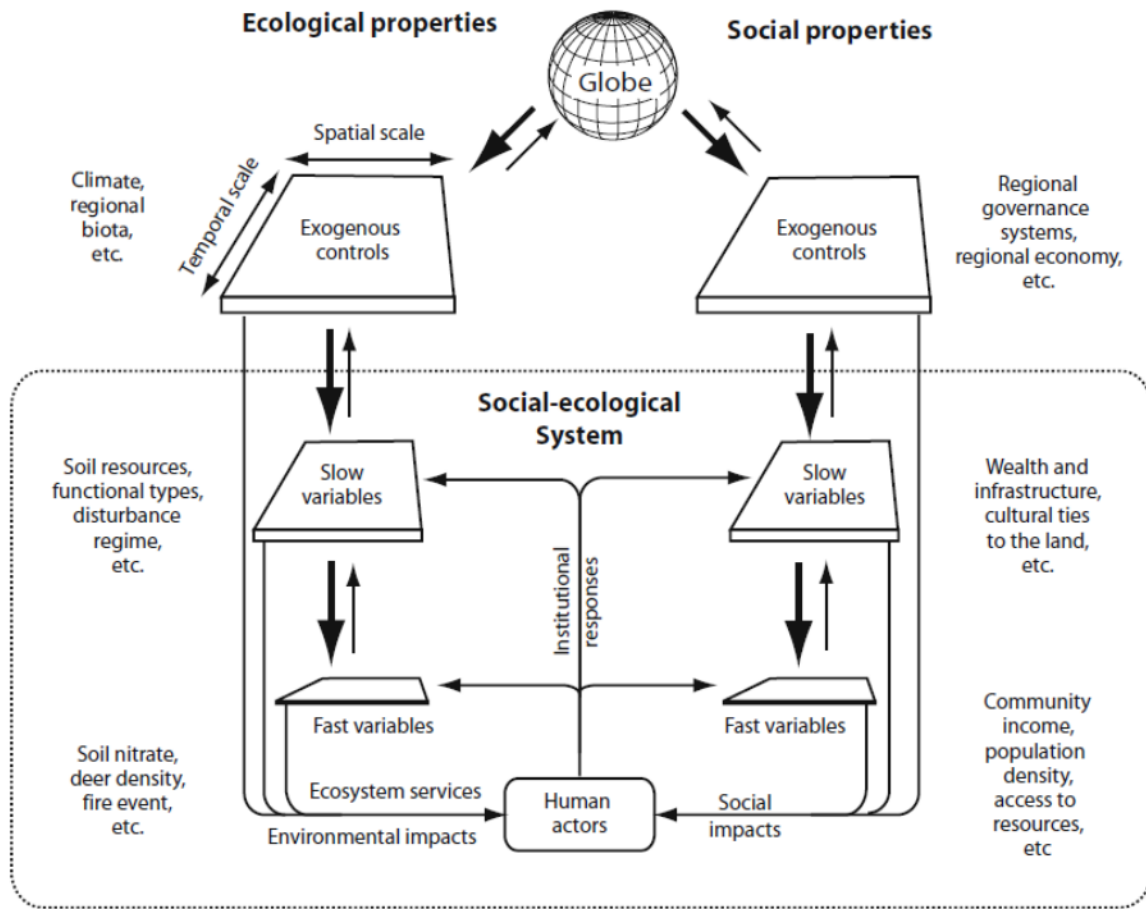 Ecological properties
Social properties
Globe
Spatial scale
Temporal scale
Climate,
regional
biota,
etc.
Exogenous
controls
Exogenous
controls
Regional
governance
systems,
regional economy,
etc.
Social-ecological
System
Soil resources,
functional types,
disturbance
regime,
etc.
Slow
variables
Slow
variables
Wealth and
infrastructure,
cultural ties
to the land,
etc.
Institutional
responses
Fast variables
Fast variables
Soil nitrate,
deer density,
fire event,
etc.
Ecosystem services
Environmental impacts
Human
actors
Social
impacts
Community
income,
population
density,
access to
resources,
etc